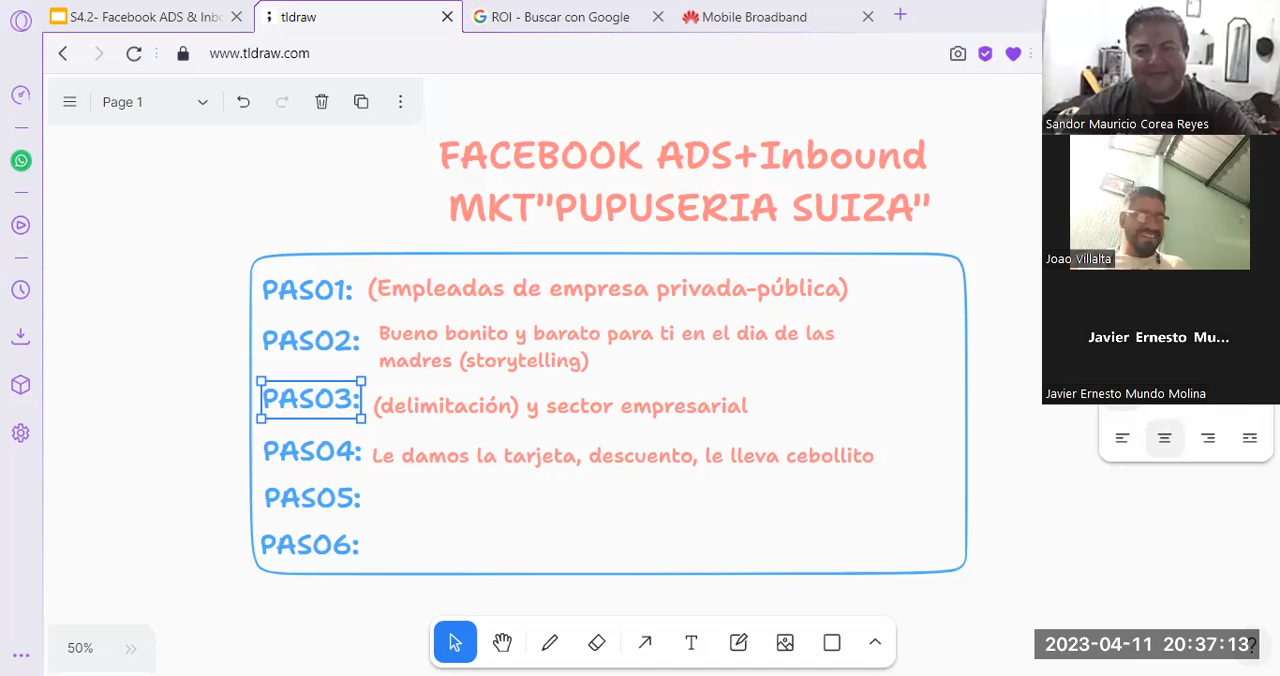 S4.2- Facebook ADS & Inbo
tldraw
ROI - Buscar con Google
Mobile Broadband
www.tldraw.com
Page 1
Sandor Mauricio Corea Reyes
FACEBOOK ADS+Inbound
MKT"PUPUSERIA SUIZA"
Joao Villalta
PASO1: (Empleadas de empresa privada-pública)
PASO2: Bueno bonito y barato para ti en el dia de las
madres (storytelling)
Javier Ernesto Mu...
Javier Ernesto Mundo Molina
PASO3: (delimitación) y sector empresarial
PASO4: Le damos la tarjeta, descuento, le lleva cebollito
PASO5:
PASO6:
50%
2023-04-11 20:37:13